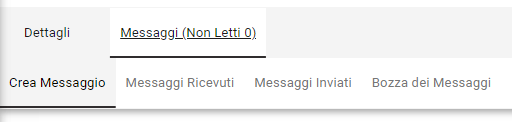 Dettagli Messaggi (Non Letti 0)
Crea Messaggio Messaggi Ricevuti Messaggi Inviati Bozza dei Messaggi